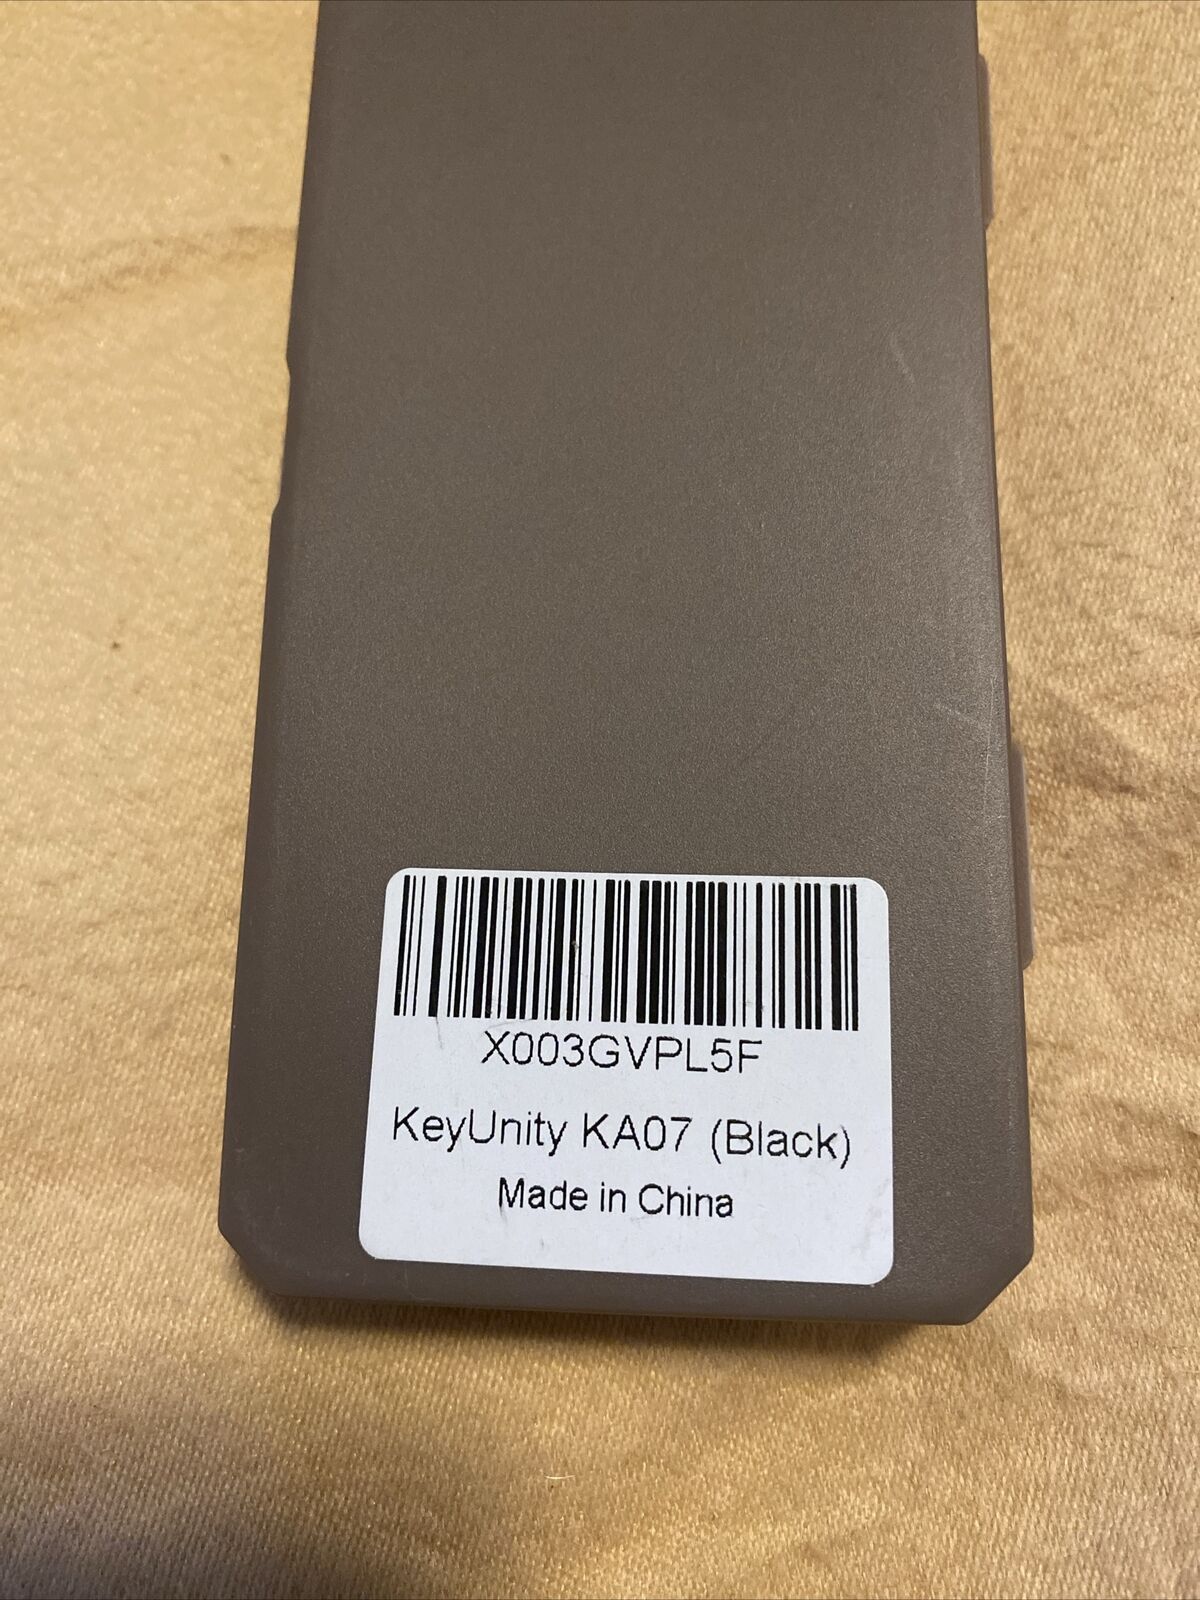 X003GVPL5F
KeyUnity KA07 (Black)
Made in China